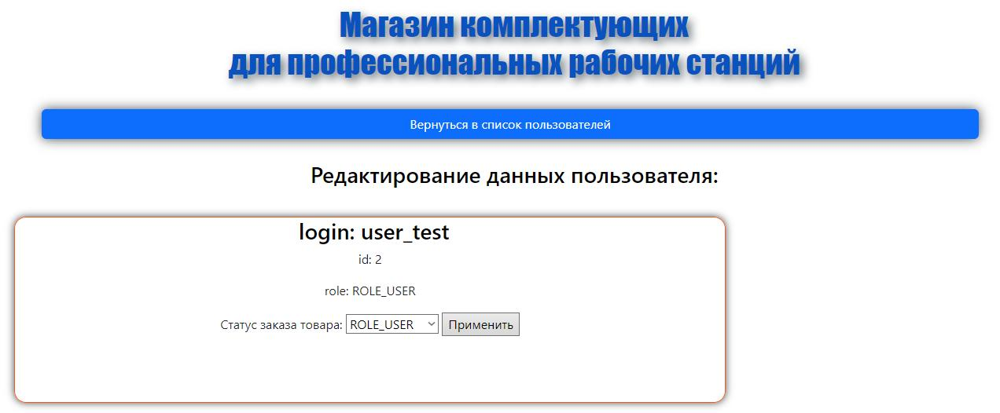 Магазин комплектующих
для профессиональных рабочих станций
Вернуться в список пользователей
Редактирование данных пользователя:
login: user_test
id: 2
role: ROLE_USER
Статус заказа товара: ROLE_USER Применить